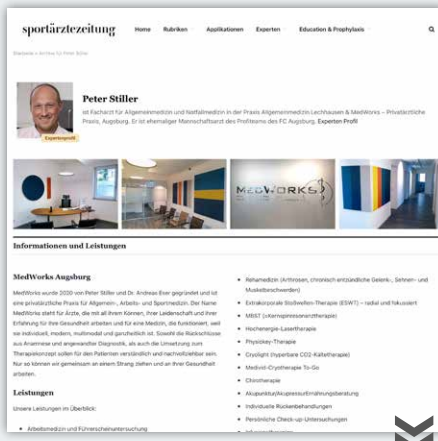 sportärztezeitung
Home Rubriken Applikationen Experten Education & Prophylaxis
Startseite » Archive für Peter Stiller
Peter Stiller
ist Facharzt für Allgemeinmedizin und Notfallmedizin in der Praxis Allgemeinmedizin Lechhausen & MedWorks – Privatärztliche
Praxis, Augsburg. Er ist ehemaliger Mannschaftsarzt des Profiteams des FC Augsburg. Experten Profil
Expertenprofil
MEDWORKS
Informationen und Leistungen
MedWorks Augsburg
MedWorks wurde 2020 von Peter Stiller und Dr. Andreas Exer gegründet und ist
eine privatärztliche Praxis für Allgemein-, Arbeits- und Sportmedizin. Der Name
MedWorks steht für Ärzte, die mit all ihrem Können, ihrer Leidenschaft und ihrer
Erfahrung für Ihre Gesundheit arbeiten und für eine Medizin, die funktioniert, weil
sie individuell, modern, multimodal und ganzheitlich ist. Sowohl die Rückschlüsse
aus Anamnese und angewandter Diagnostik, als auch die Umsetzung zum
Therapiekonzept sollen für den Patienten verständlich und nachvollziehbar sein.
Nur so können wir gemeinsam an einem Strang ziehen und an Ihrer Gesundheit
arbeiten.
Leistungen
Unsere Leistungen im Überblick:
• Arbeitsmedizin und Führerscheinuntersuchung
• Rehamedizin (Arthrosen, chronisch entzündliche Gelenk-, Sehnen- und
Muskelbeschwerden)
• Extrakorporale Stoßwellen-Therapie (ESWT) – radial und fokussiert
• MBST (»Kernspinresonanztherapie)
• Hochenergie-Lasertherapie
• Physiokey-Therapie
• Cryolight (hyperbare CO2-Kältetherapie)
• Medivid-Cryotherapie To-Go
• Chirotherapie
• Akupunktur/Akupressur/Ernährungsberatung
• Individuelle Rückenbehandlungen
• Persönliche Check-up-Untersuchungen